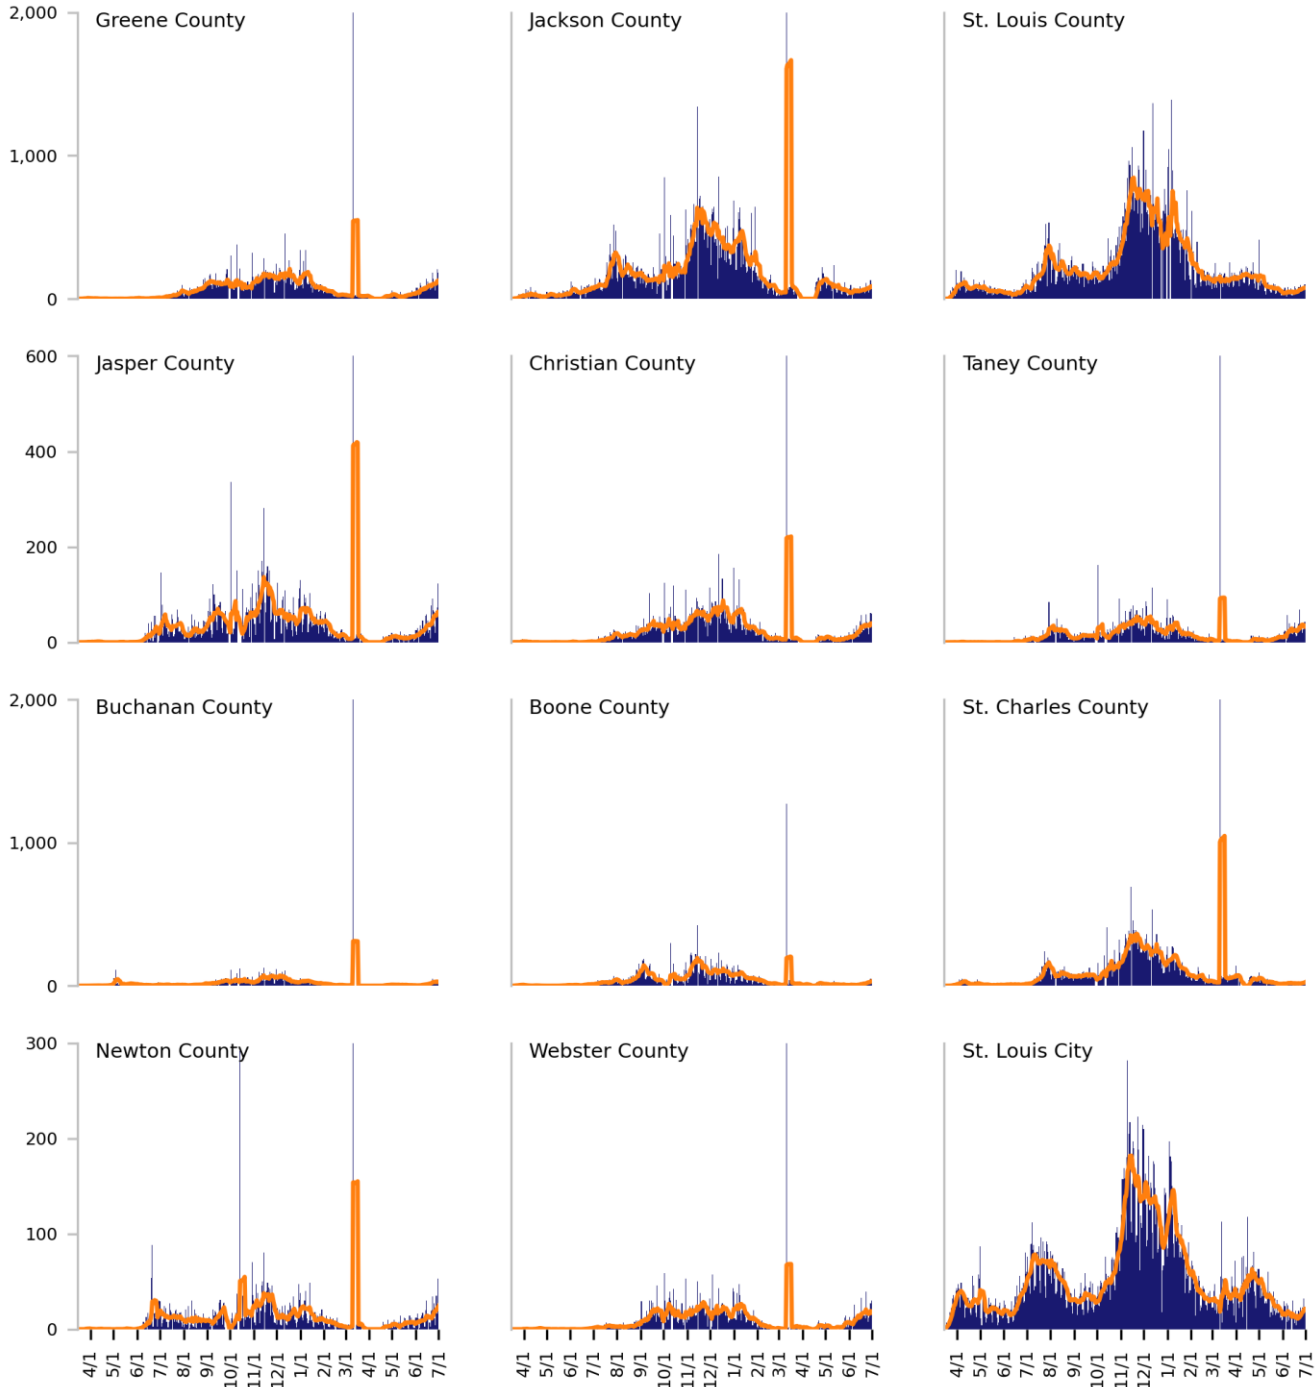 2,000 Greene County Jackson County St. Louis County
1,000
0
600 Jasper County Christian County Taney County
400
200
0
2,000 Buchanan County Boone County St. Charles County
1,000
0
300 Newton County Webster County St. Louis City
200
100
0
4/1 5/1 6/1 7/1 8/1 9/1 10/1 11/1 12/1 1/1 2/1 3/1 4/1 5/1 6/1 7/1 4/1 5/1 6/1 7/1 8/1 9/1 10/1 11/1 12/1 1/1 2/1 3/1 4/1 5/1 6/1 7/1 4/1 5/1 6/1 7/1 8/1 9/1 10/1 11/1 12/1 1/1 2/1 3/1 4/1 5/1 6/1 7/1